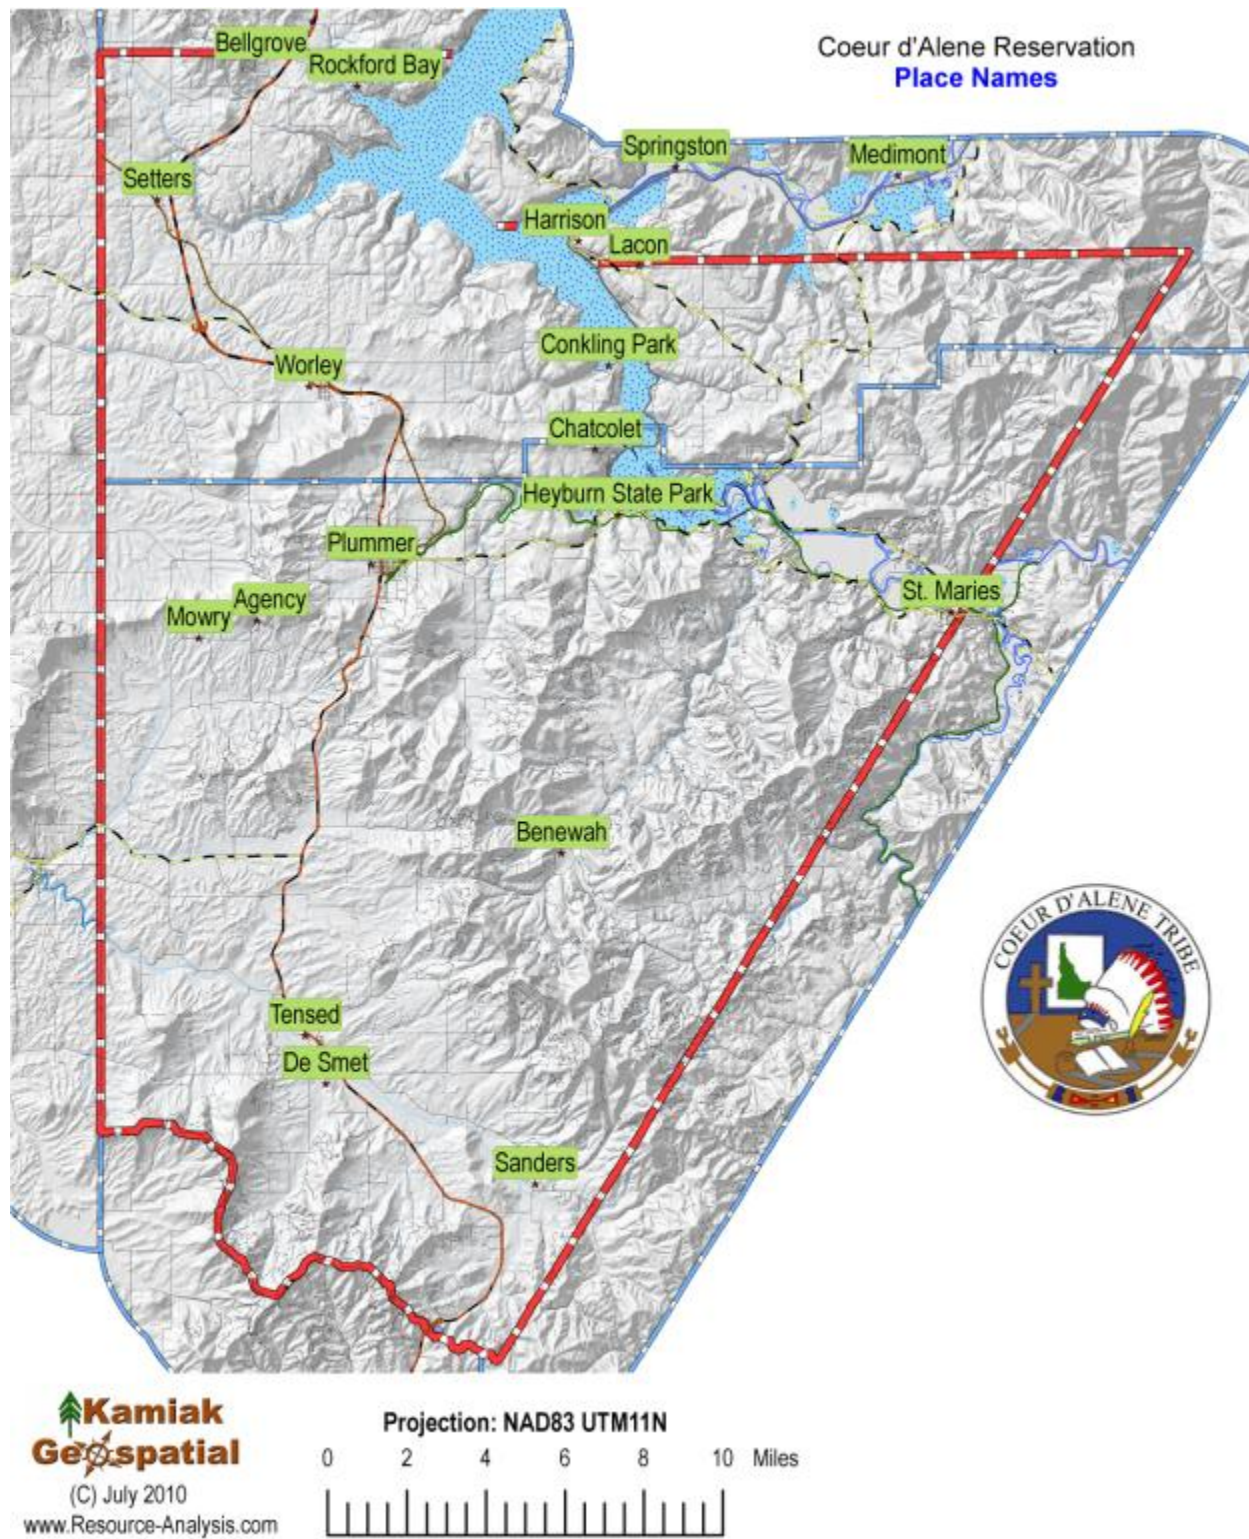 Coeur d'Alene Reservation
Place Names
Bellgrove
Rockford Bay
Springston
Medimont
Setters
Harrison
Lacon
Conkling Park
Worley
Chatcolet
Heyburn State Park
Plummer
St. Maries
Agency
Mowry
Benewah
COEUR D'ALENE TRIBE
Tensed
De Smet
Sanders
Kamiak
Geospatial
(C) July 2010
www.Resource-Analysis.com
Projection: NAD83 UTM11N
0 2 4 6 8 10 Miles